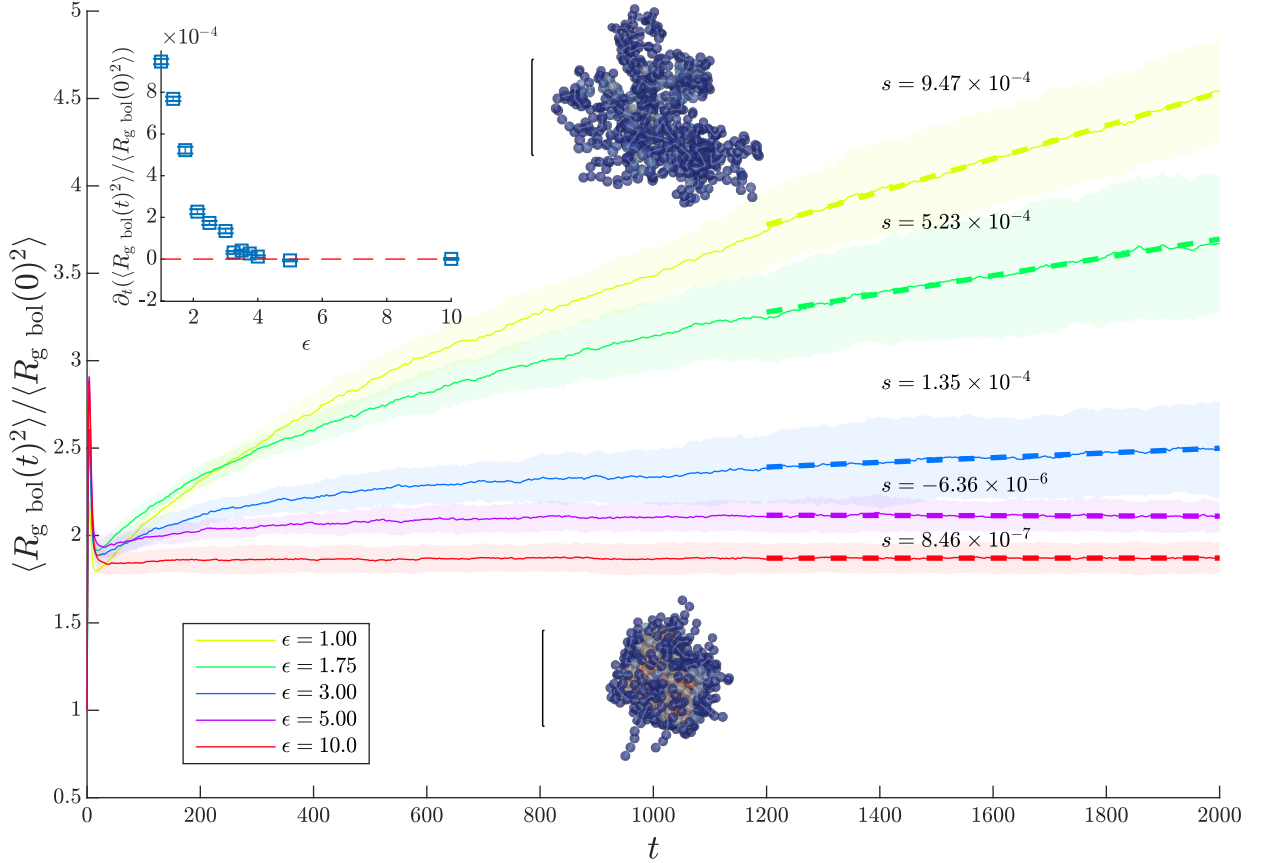 ⟨R_g bol(t)²⟩/⟨R_g bol(0)²⟩
5
4.5
4
3.5
3
2.5
2
1.5
1
0.5
×10⁻⁴
∂ₜ(⟨R_g bol(t)²⟩/⟨R_g bol(0)²⟩)
8
6
4
2
0
-2
2 4 6 8 10
ϵ
s = 9.47 × 10⁻⁴
s = 5.23 × 10⁻⁴
s = 1.35 × 10⁻⁴
s = −6.36 × 10⁻⁶
s = 8.46 × 10⁻⁷
ϵ = 1.00
ϵ = 1.75
ϵ = 3.00
ϵ = 5.00
ϵ = 10.0
0 200 400 600 800 1000 1200 1400 1600 1800 2000
t